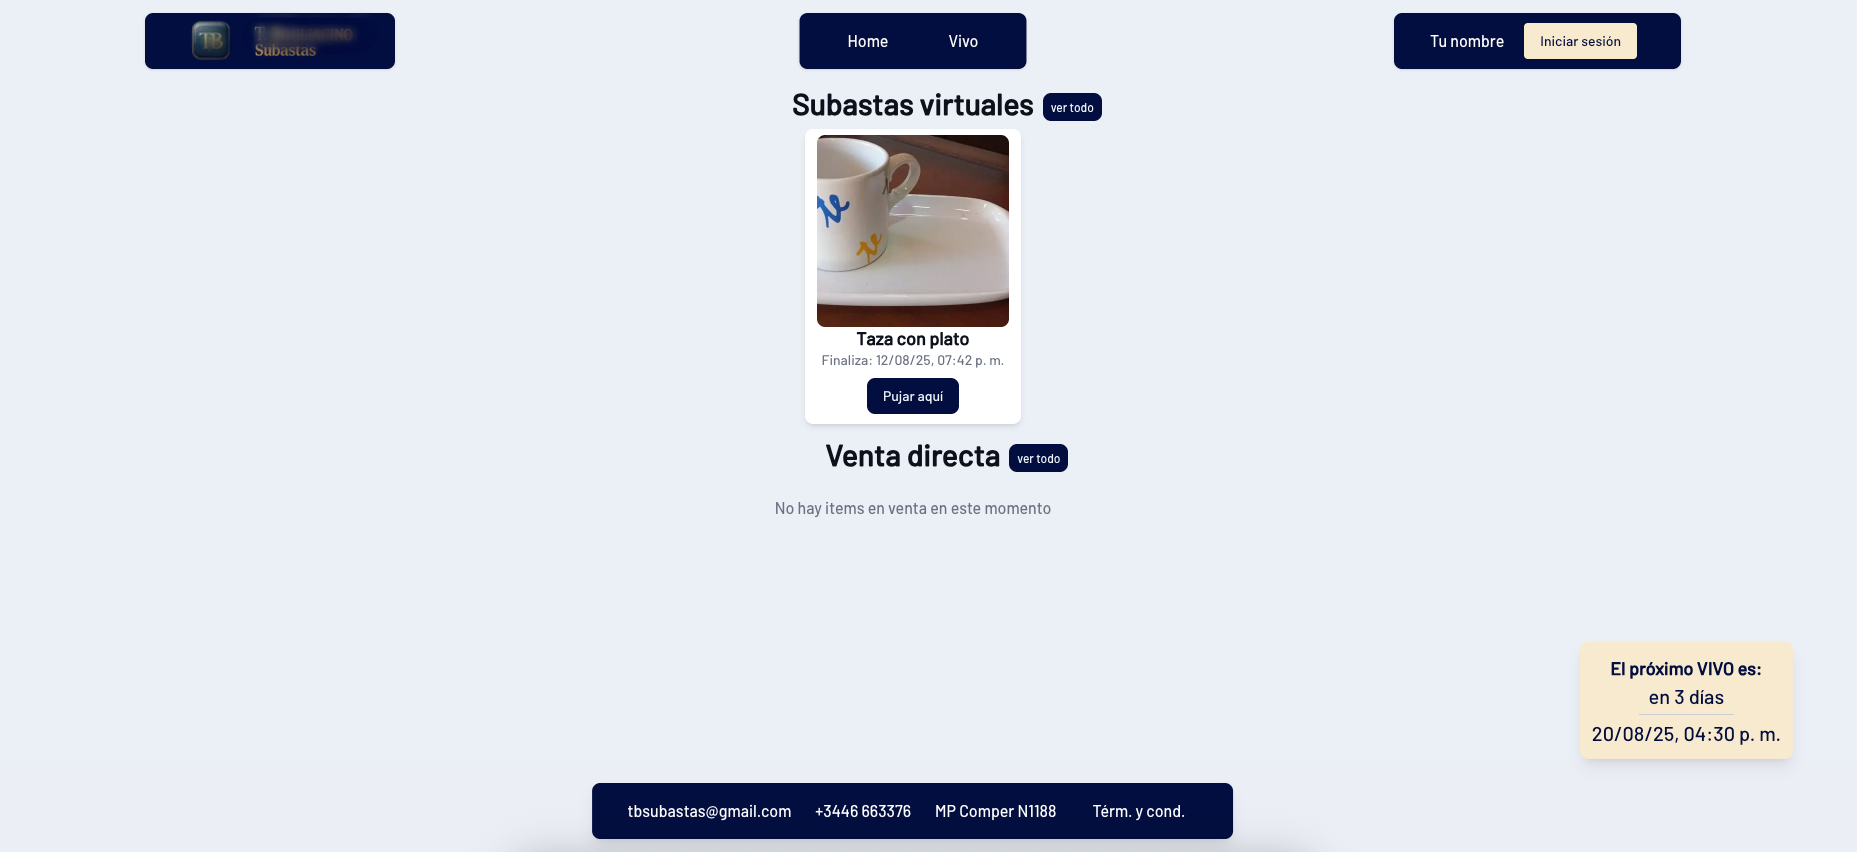 TB
Subastas
Home Vivo
Tu nombre Iniciar sesión
Subastas virtuales ver todo
Taza con plato
Finaliza: 12/08/25, 07:42 p. m.
Pujar aquí
Venta directa ver todo
No hay items en venta en este momento
El próximo VIVO es:
en 3 días
20/08/25, 04:30 p. m.
tbsubastas@gmail.com +3446 663376 MP Comper N1188 Térm. y cond.